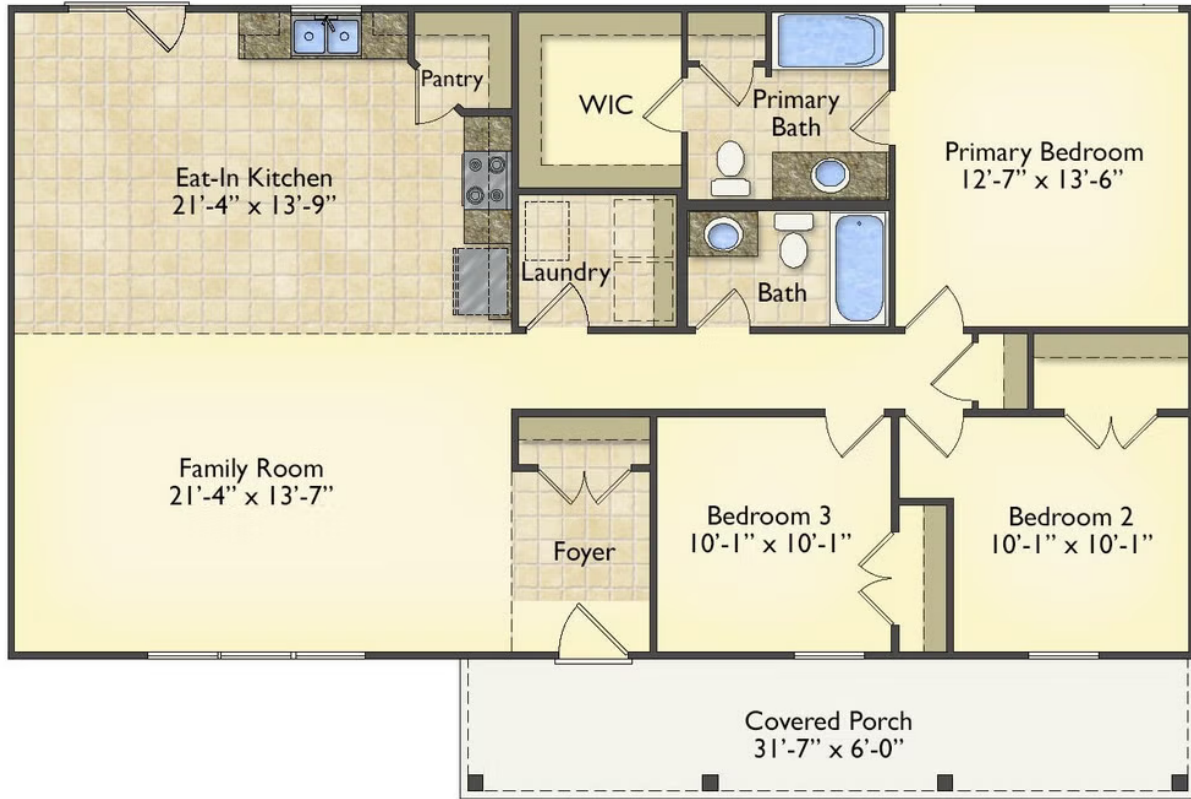 Pantry
WIC
Primary
Bath
Primary Bedroom
12’-7” x 13’-6”
Eat-In Kitchen
21’-4” x 13’-9”
Laundry
Bath
Family Room
21’-4” x 13’-7”
Foyer
Bedroom 3
10’-1” x 10’-1”
Bedroom 2
10’-1” x 10’-1”
Covered Porch
31’-7” x 6’-0”